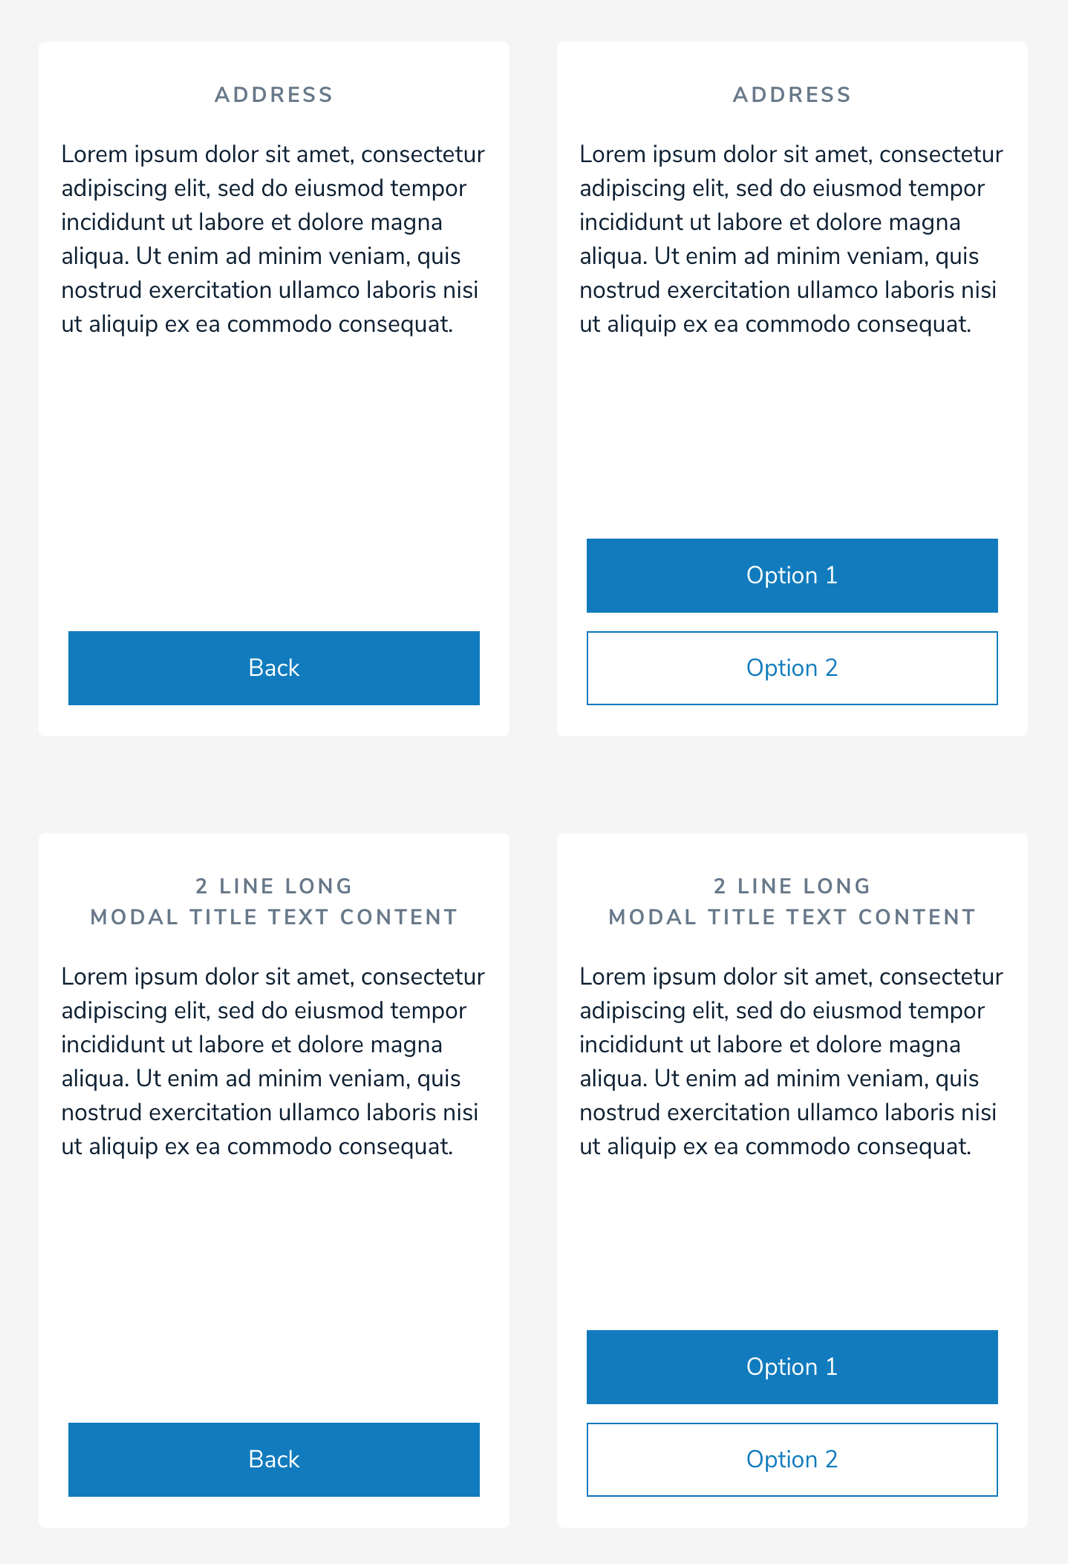 ADDRESS
Lorem ipsum dolor sit amet, consectetur
adipiscing elit, sed do eiusmod tempor
incididunt ut labore et dolore magna
aliqua. Ut enim ad minim veniam, quis
nostrud exercitation ullamco laboris nisi
ut aliquip ex ea commodo consequat.
Back
ADDRESS
Lorem ipsum dolor sit amet, consectetur
adipiscing elit, sed do eiusmod tempor
incididunt ut labore et dolore magna
aliqua. Ut enim ad minim veniam, quis
nostrud exercitation ullamco laboris nisi
ut aliquip ex ea commodo consequat.
Option 1
Option 2
2 LINE LONG
MODAL TITLE TEXT CONTENT
Lorem ipsum dolor sit amet, consectetur
adipiscing elit, sed do eiusmod tempor
incididunt ut labore et dolore magna
aliqua. Ut enim ad minim veniam, quis
nostrud exercitation ullamco laboris nisi
ut aliquip ex ea commodo consequat.
Back
2 LINE LONG
MODAL TITLE TEXT CONTENT
Lorem ipsum dolor sit amet, consectetur
adipiscing elit, sed do eiusmod tempor
incididunt ut labore et dolore magna
aliqua. Ut enim ad minim veniam, quis
nostrud exercitation ullamco laboris nisi
ut aliquip ex ea commodo consequat.
Option 1
Option 2